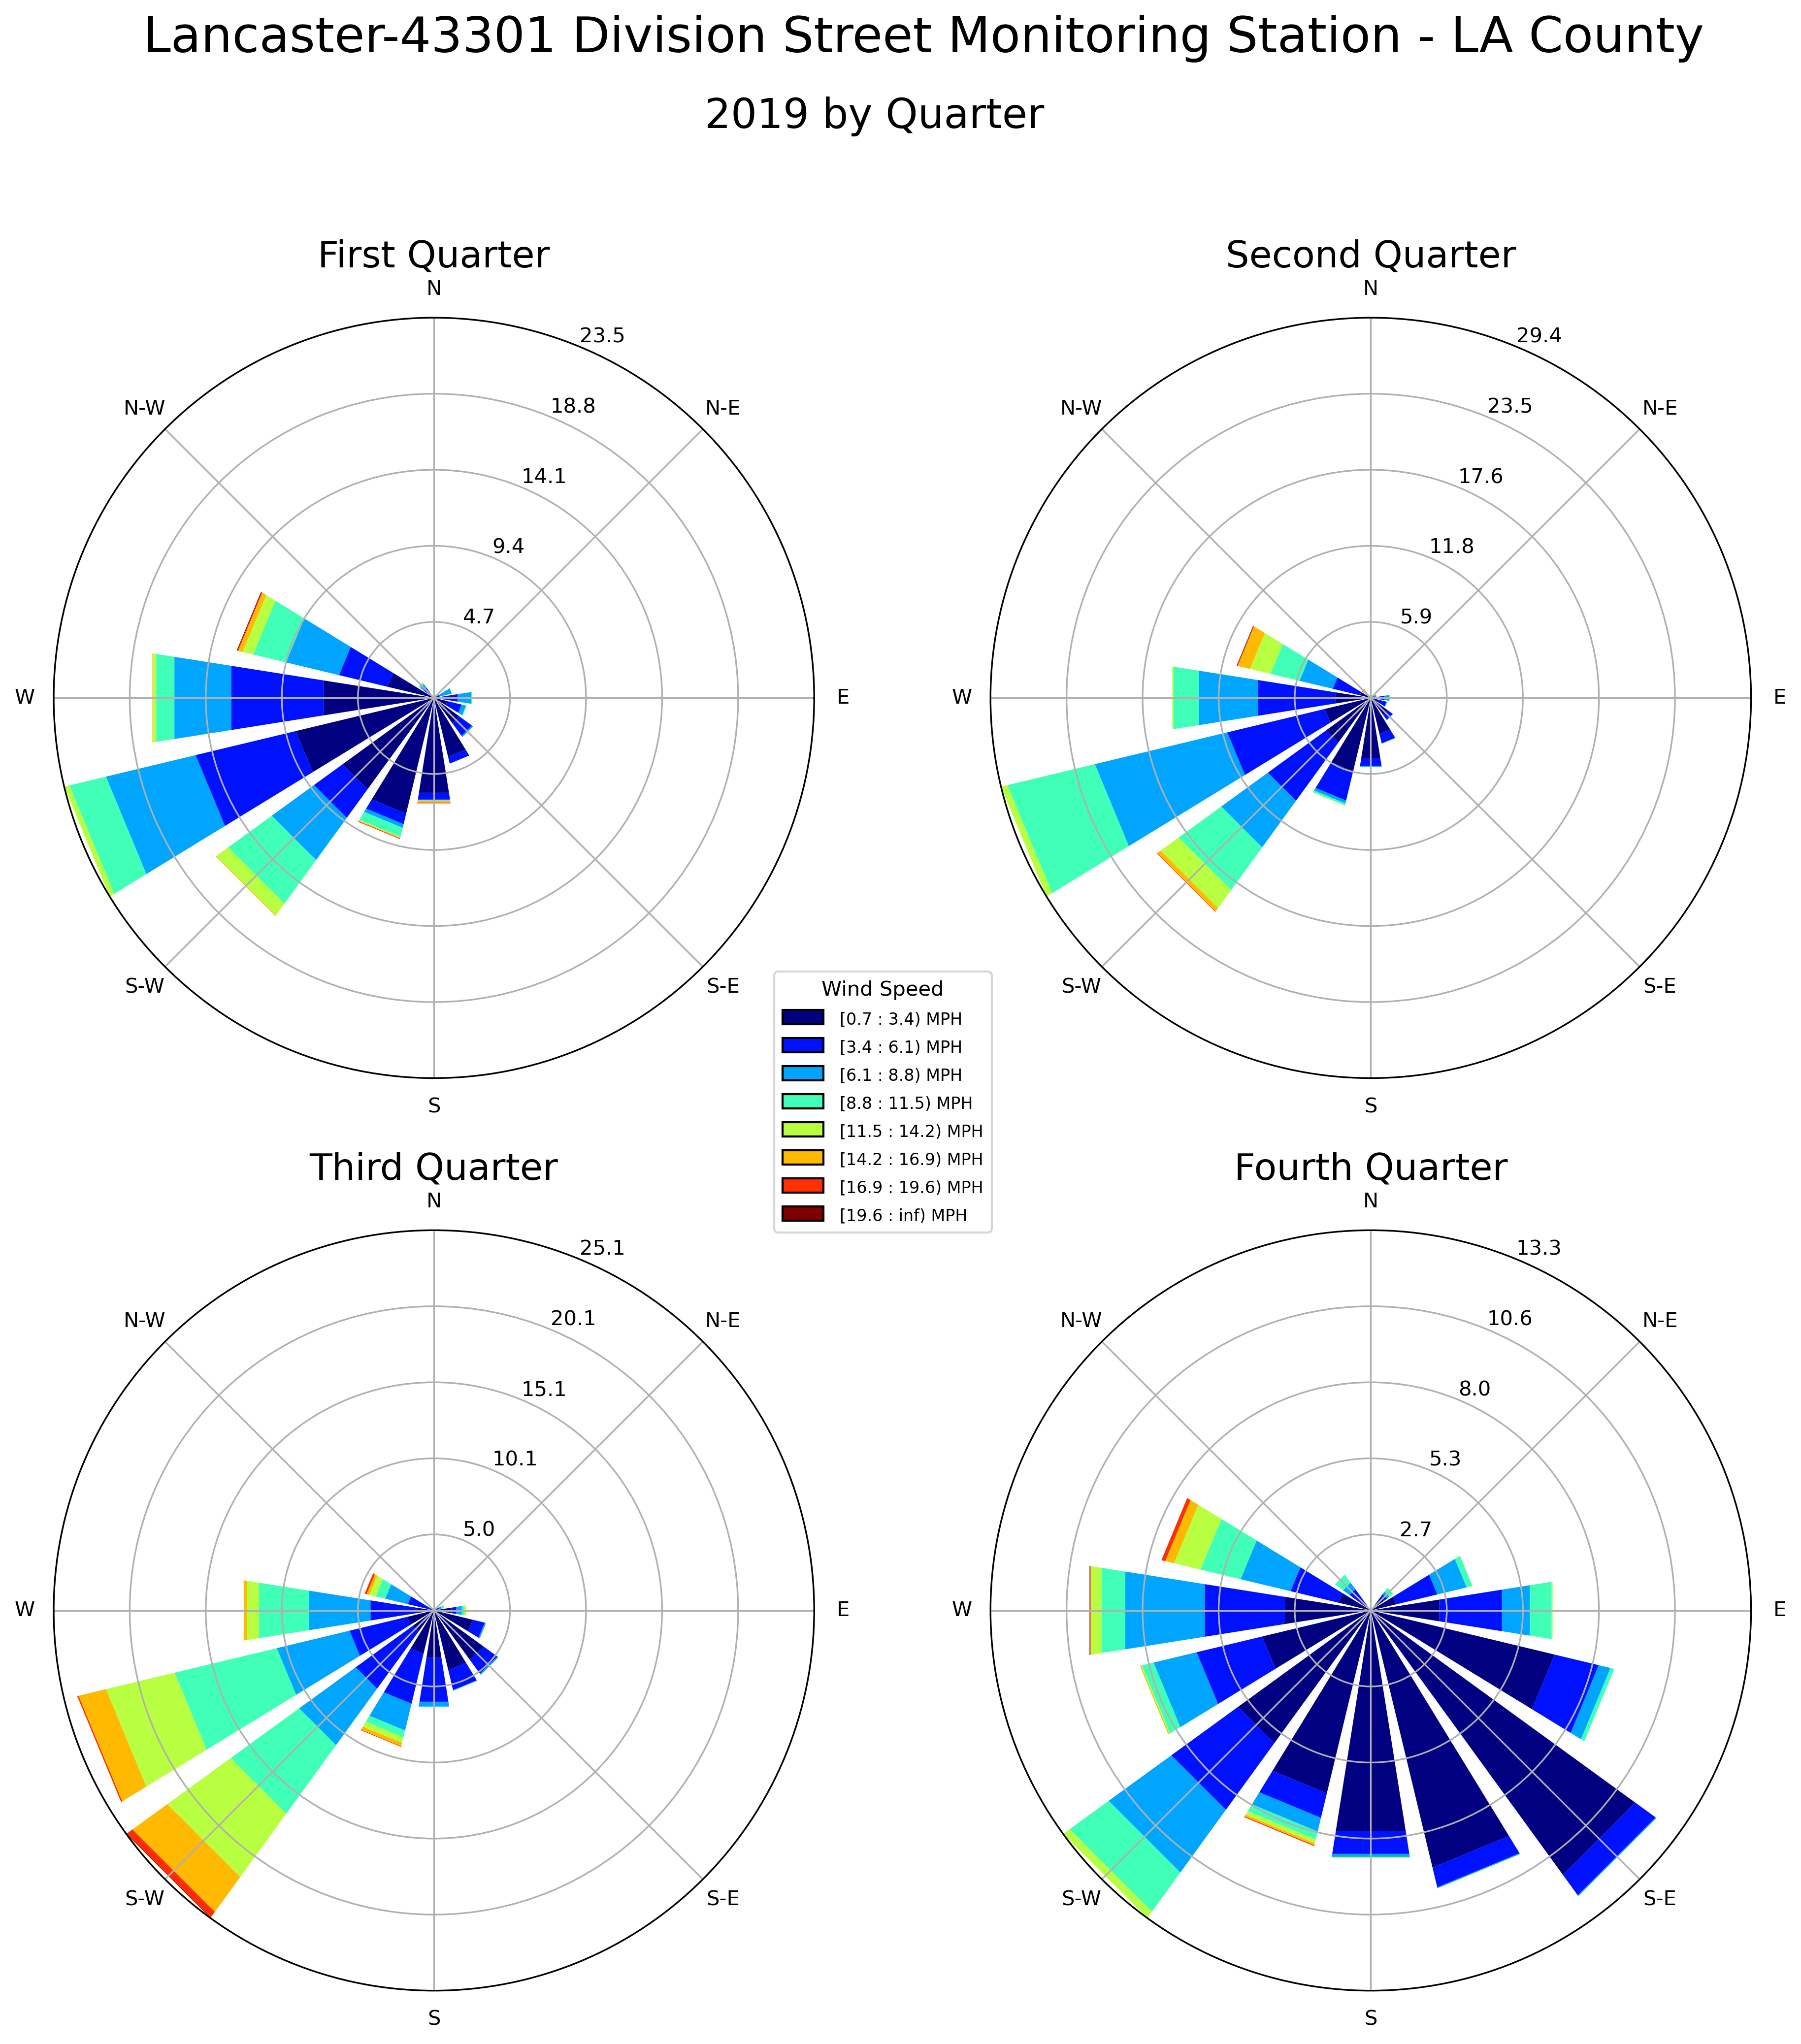 Lancaster-43301 Division Street Monitoring Station - LA County
2019 by Quarter
First Quarter
N
23.5
18.8
14.1
9.4
4.7
N-W
N-E
W
E
S-W
S-E
S
Second Quarter
N
29.4
23.5
17.6
11.8
5.9
N-W
N-E
W
E
S-W
S-E
S
Wind Speed
[0.7 : 3.4) MPH
[3.4 : 6.1) MPH
[6.1 : 8.8) MPH
[8.8 : 11.5) MPH
[11.5 : 14.2) MPH
[14.2 : 16.9) MPH
[16.9 : 19.6) MPH
[19.6 : inf) MPH
Third Quarter
N
25.1
20.1
15.1
10.1
5.0
N-W
N-E
W
E
S-W
S-E
S
Fourth Quarter
N
13.3
10.6
8.0
5.3
2.7
N-W
N-E
W
E
S-W
S-E
S